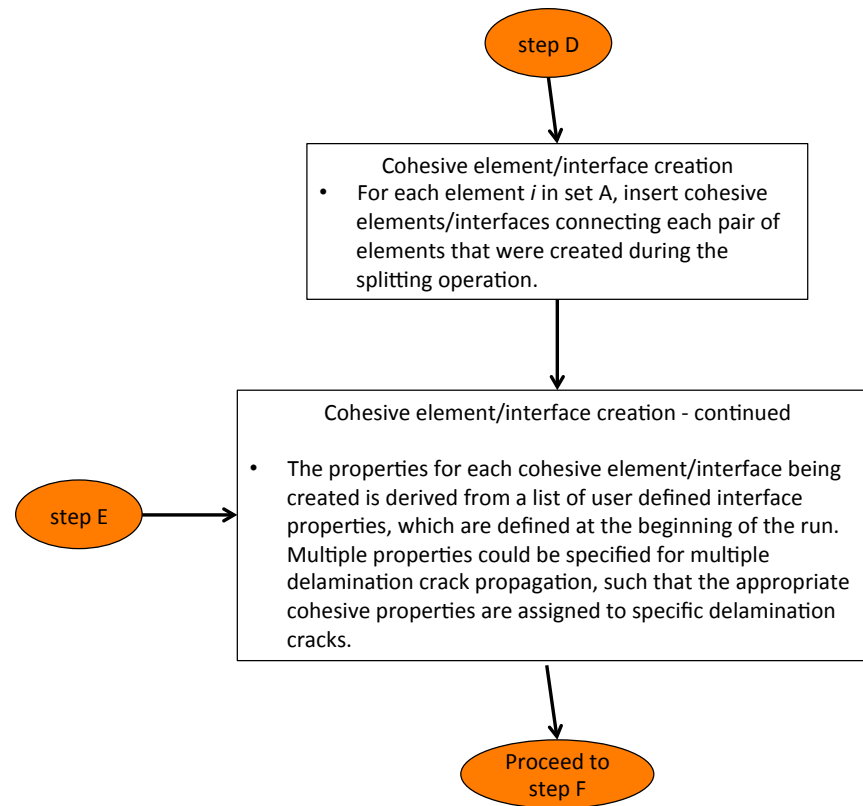 step D
Cohesive element/interface creation
• For each element i in set A, insert cohesive
elements/interfaces connecting each pair of
elements that were created during the
splitting operation.
Cohesive element/interface creation - continued
• The properties for each cohesive element/interface being
created is derived from a list of user defined interface
properties, which are defined at the beginning of the run.
Multiple properties could be specified for multiple
delamination crack propagation, such that the appropriate
cohesive properties are assigned to specific delamination
cracks.
step E
Proceed to
step F